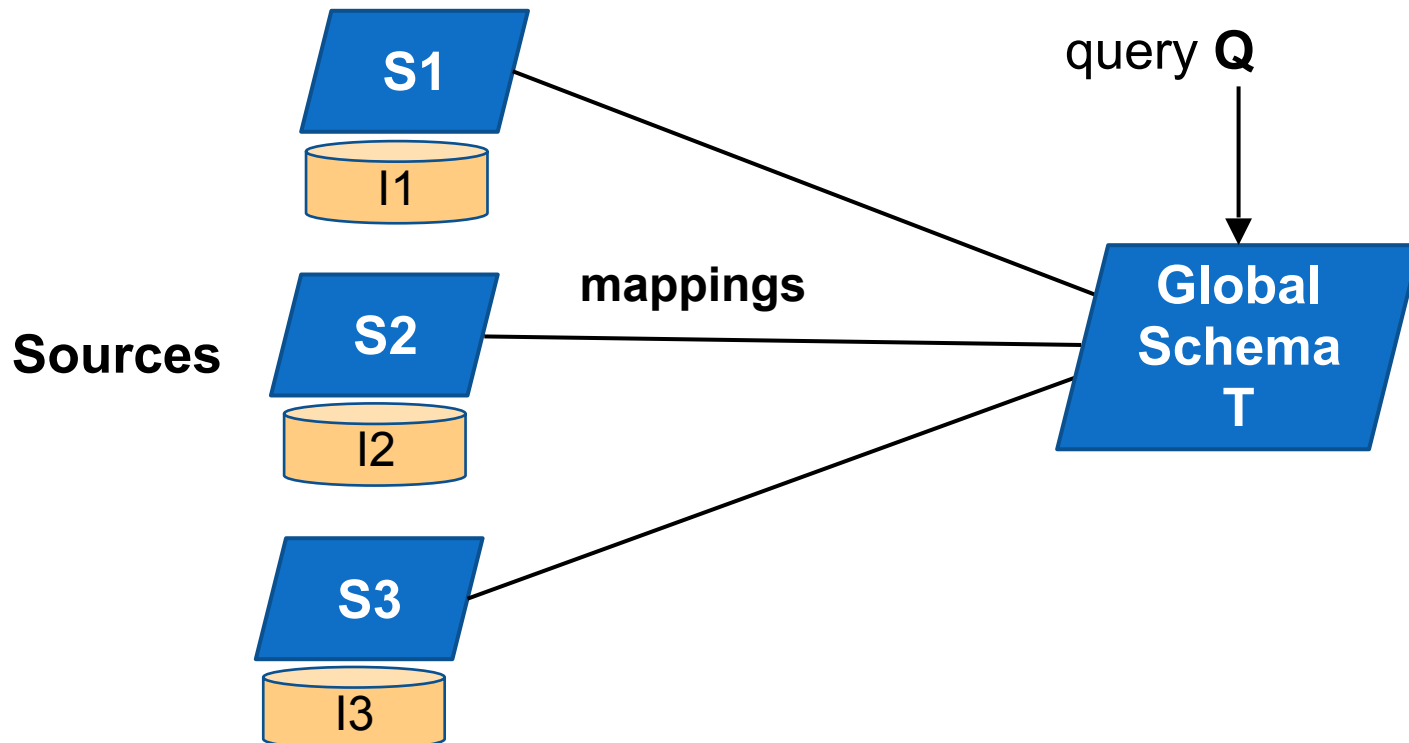 S1
query Q
I1
mappings
Global
Schema
T
Sources
S2
I2
S3
I3